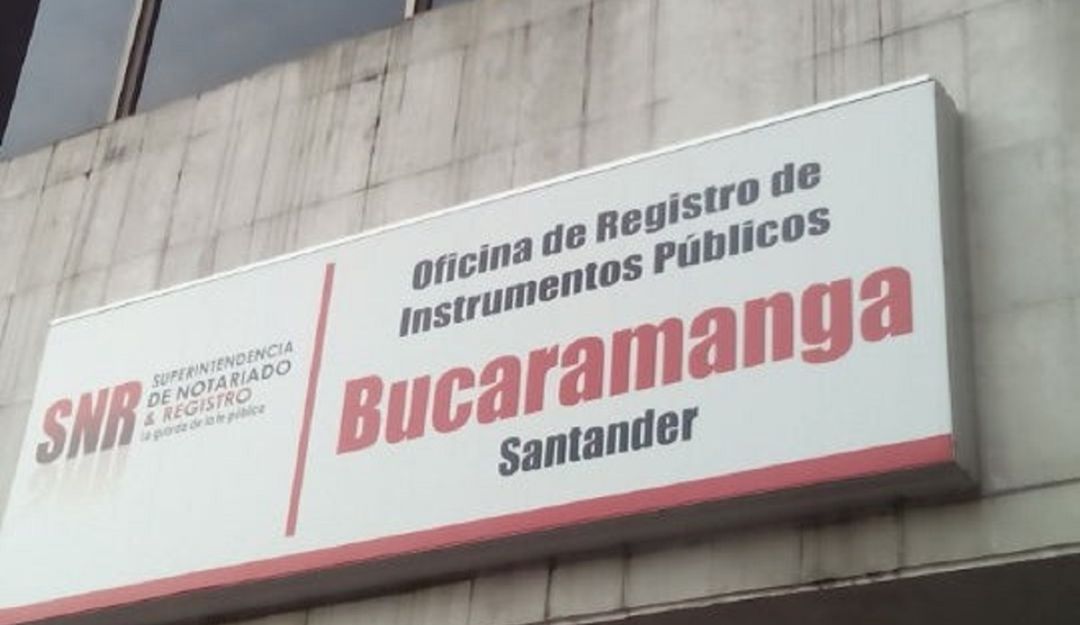 SNR
SUPERINTENDENCIA
DE NOTARIADO
& REGISTRO
La guarda de la fe pública
Oficina de Registro de
Instrumentos Públicos
Bucaramanga
Santander